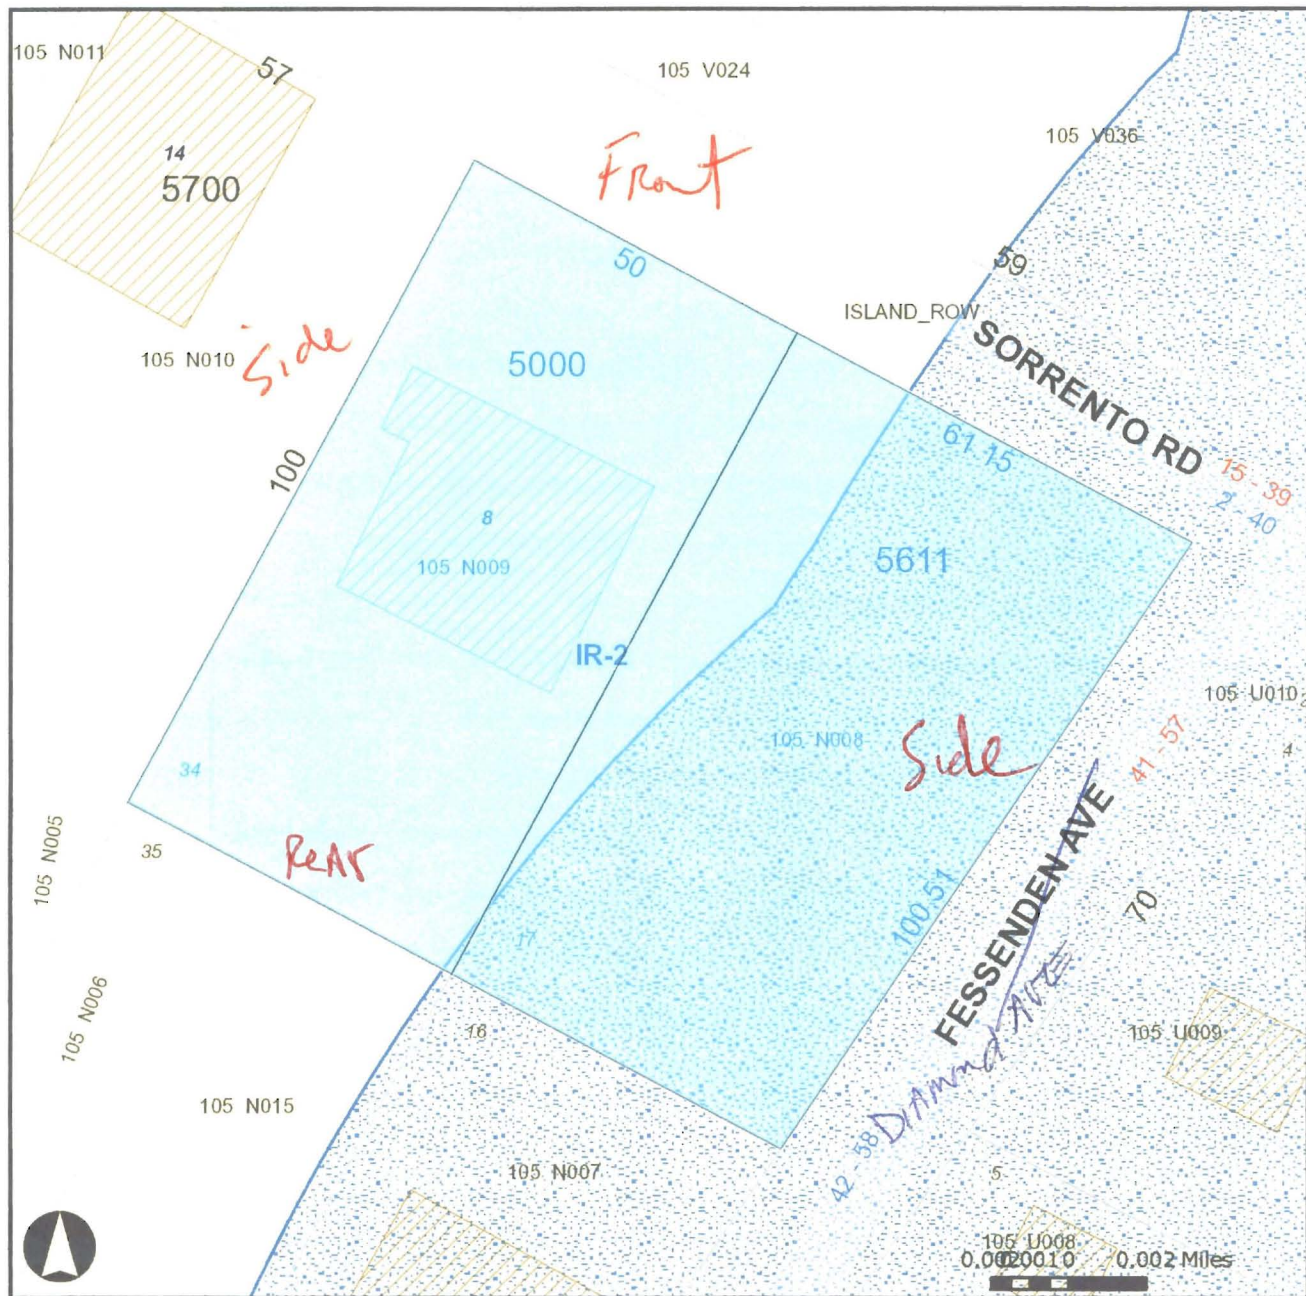 105 N011
57
105 V024
14
5700
Front
105 V036
50
59
ISLAND_ROW
SORRENTO RD
15 - 39
2 - 40
Side
105 N010
5000
61.15
100
8
105 N009
5611
IR-2
105 U010
105 N008
Side
41 - 57
4
34
35
Rear
105 N005
17
100.51
FESSENDEN AVE
70
Diamond Ave
16
105 N006
105 N015
105 U009
42 - 58
105 N007
5
105 U008
0.002 Miles